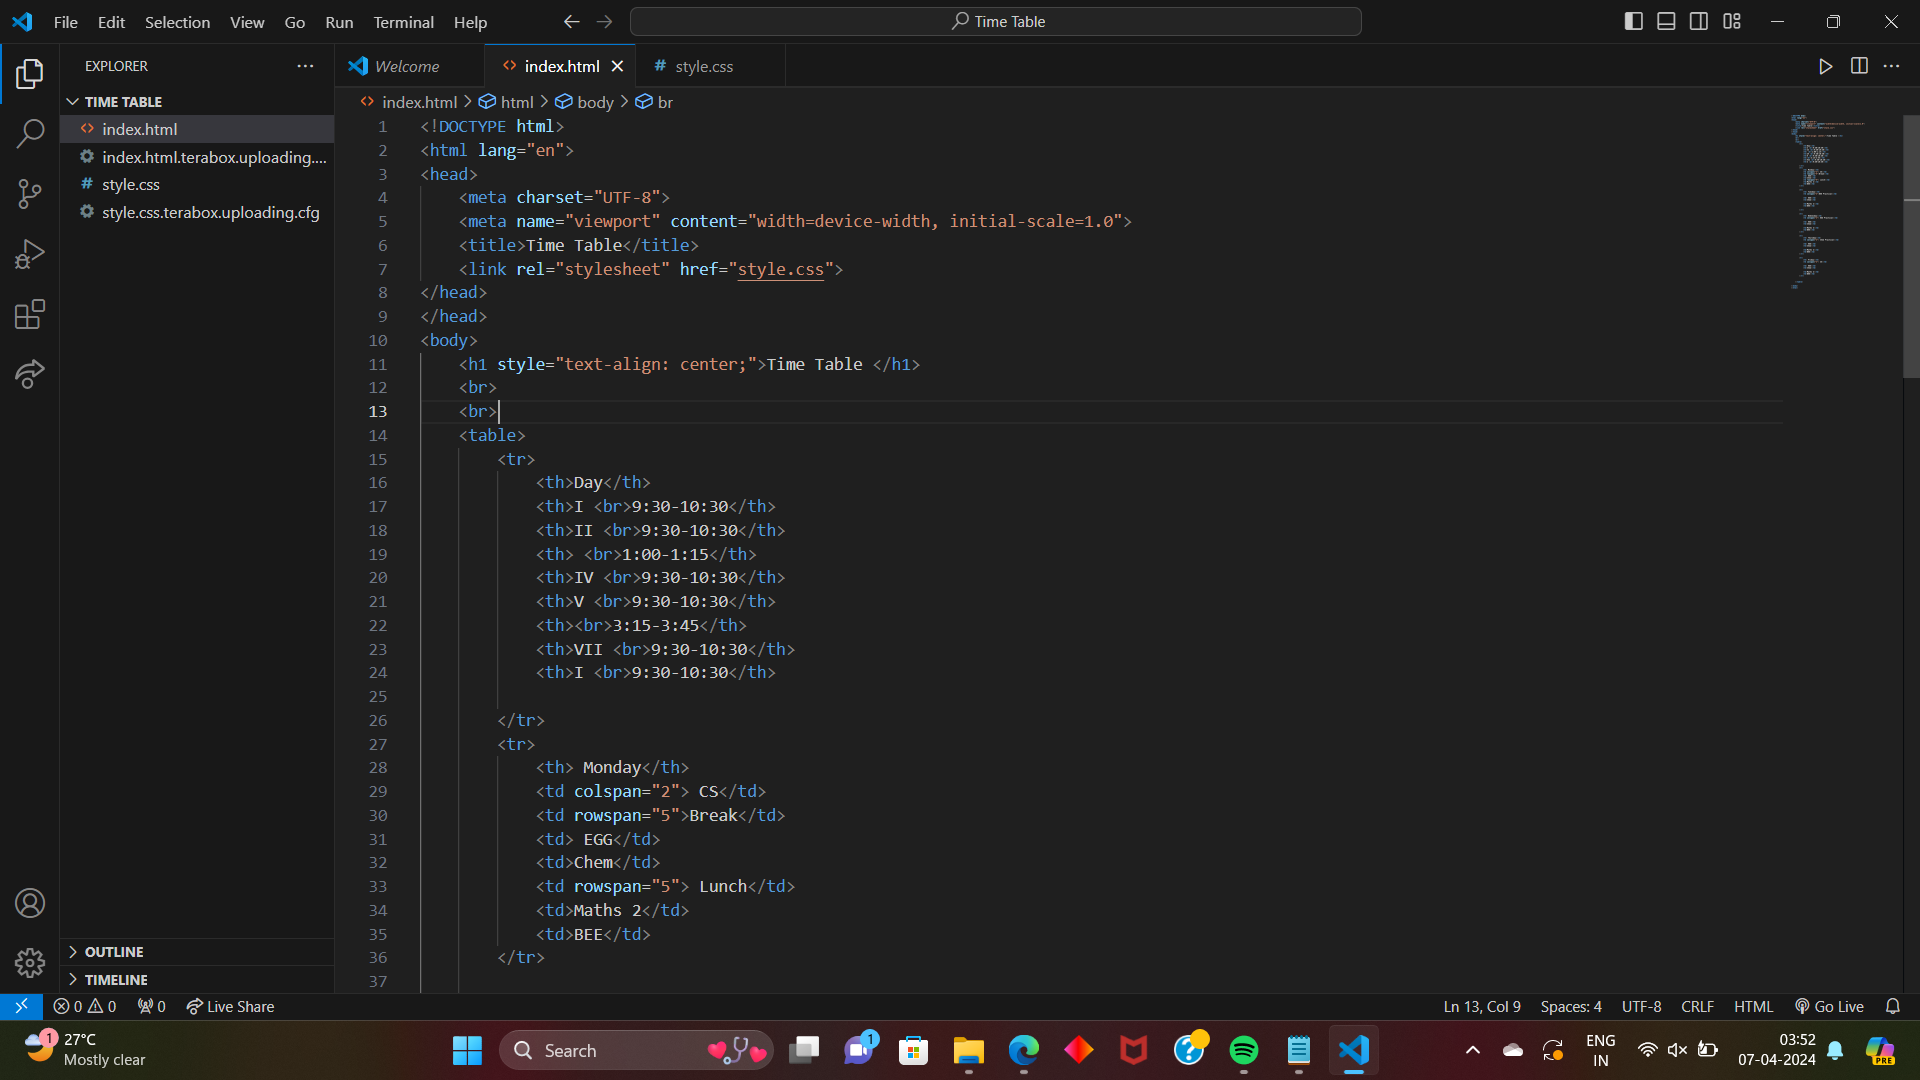 File Edit Selection View Go Run Terminal Help
Time Table
EXPLORER
TIME TABLE
index.html
index.html.terabox.uploading....
style.css
style.css.terabox.uploading.cfg
OUTLINE
TIMELINE
Welcome
index.html
style.css
index.html > html > body > br
1 <!DOCTYPE html>
2 <html lang="en">
3 <head>
4 <meta charset="UTF-8">
5 <meta name="viewport" content="width=device-width, initial-scale=1.0">
6 <title>Time Table</title>
7 <link rel="stylesheet" href="style.css">
8 </head>
9 </head>
10 <body>
11 <h1 style="text-align: center;">Time Table </h1>
12 <br>
13 <br>
14 <table>
15 <tr>
16 <th>Day</th>
17 <th>I <br>9:30-10:30</th>
18 <th>II <br>9:30-10:30</th>
19 <th> <br>1:00-1:15</th>
20 <th>IV <br>9:30-10:30</th>
21 <th>V <br>9:30-10:30</th>
22 <th><br>3:15-3:45</th>
23 <th>VII <br>9:30-10:30</th>
24 <th>I <br>9:30-10:30</th>
25
26 </tr>
27 <tr>
28 <th> Monday</th>
29 <td colspan="2"> CS</td>
30 <td rowspan="5">Break</td>
31 <td> EGG</td>
32 <td>Chem</td>
33 <td rowspan="5"> Lunch</td>
34 <td>Maths 2</td>
35 <td>BEE</td>
36 </tr>
37
0 0 0 Live Share
Ln 13, Col 9 Spaces: 4 UTF-8 CRLF HTML Go Live
1
27°C
Mostly clear
Search
1
ENG
IN
03:52
07-04-2024
PRE